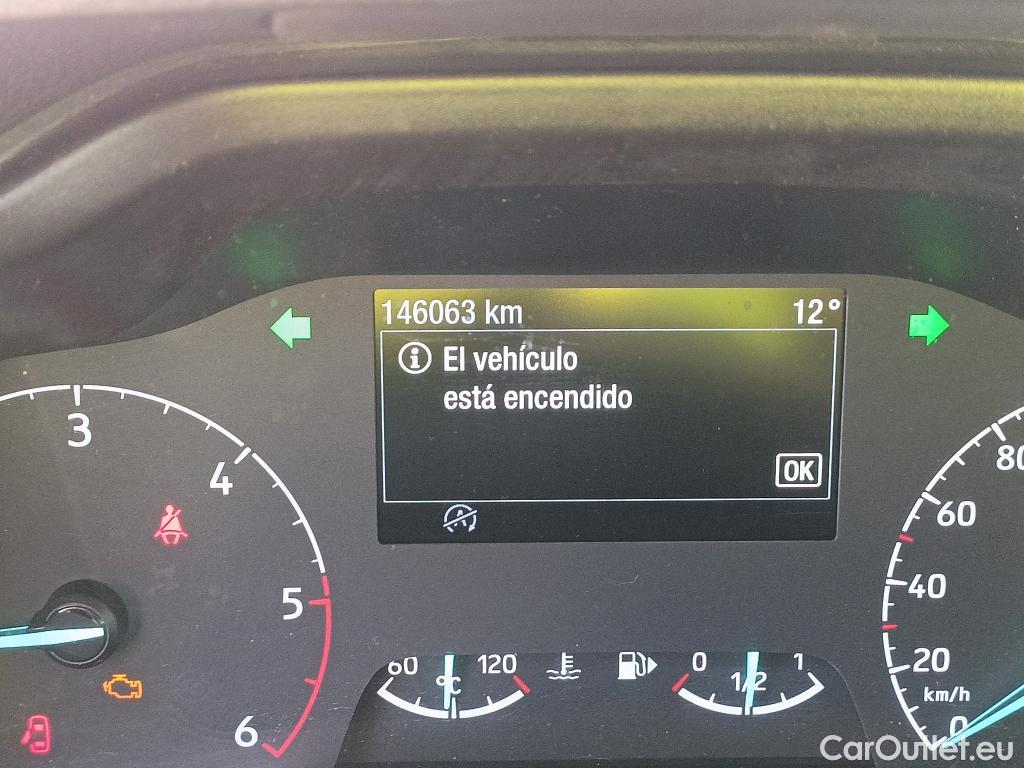 146063 km 12°
El vehículo
está encendido
OK
3
4
5
6
60 °C 120
0 1/2 1
80
60
40
20
km/h
0
CarOutlet.eu